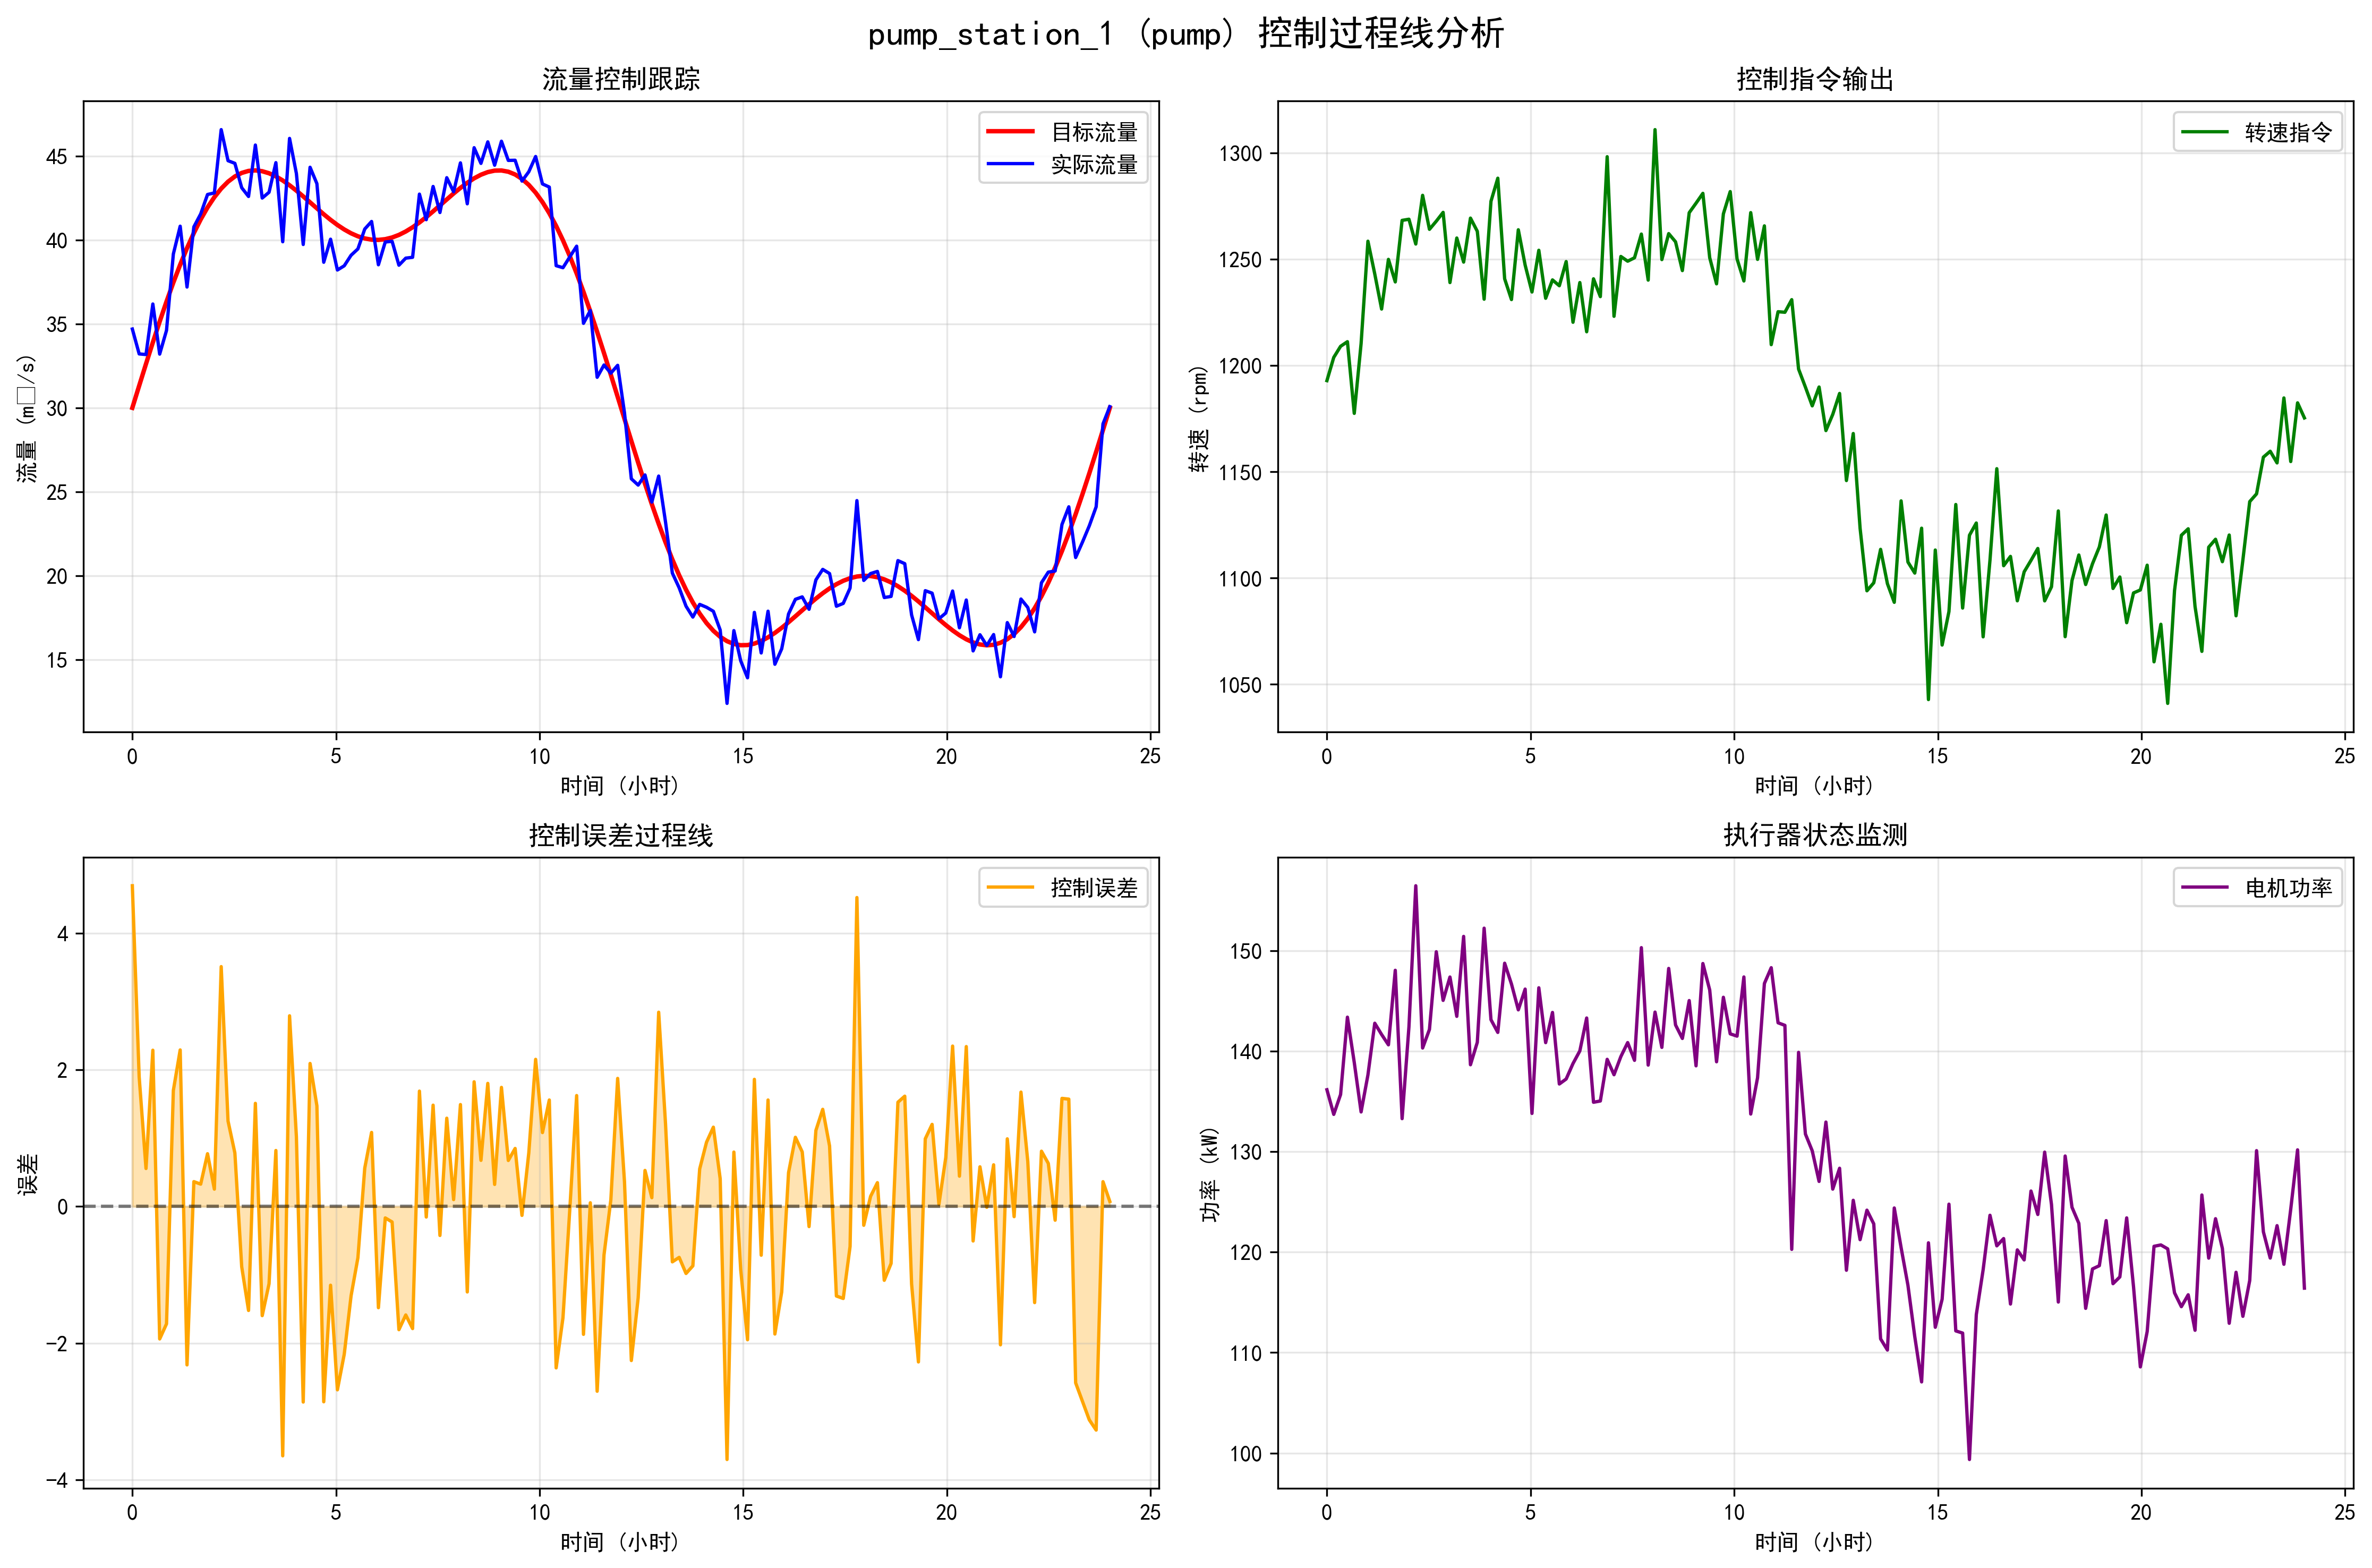 pump_station_1 (pump) 控制过程线分析
流量控制跟踪
目标流量
实际流量
流量 (m□/s)
45
40
35
30
25
20
15
0 5 10 15 20 25
时间 (小时)
控制指令输出
转速指令
转速 (rpm)
1300
1250
1200
1150
1100
1050
0 5 10 15 20 25
时间 (小时)
控制误差过程线
控制误差
误差
4
2
0
−2
−4
0 5 10 15 20 25
时间 (小时)
执行器状态监测
电机功率
功率 (kW)
150
140
130
120
110
100
0 5 10 15 20 25
时间 (小时)